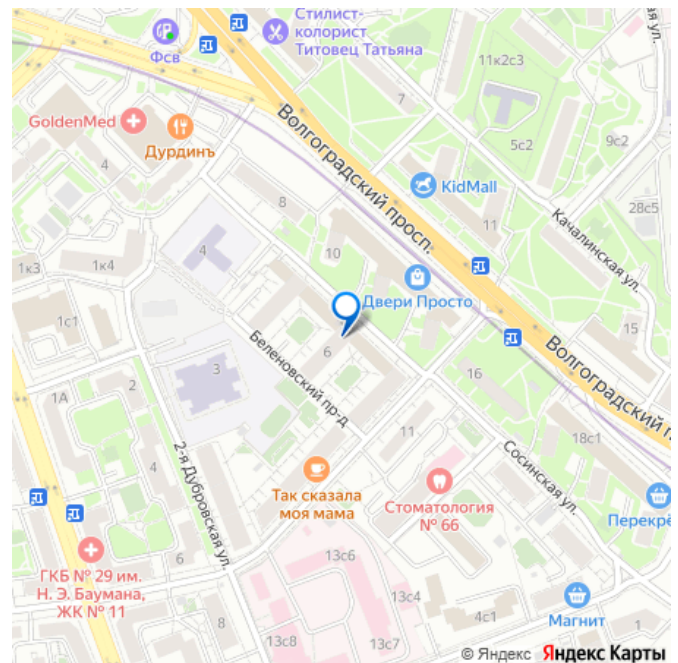 Стилист-
колорист
Титовец Татьяна
Фсв
11к2с3
7
GoldenMed
Дурдинъ
4
5с2
9с2
Волгоградский просп.
KidMall
8
11
28с5
Качалинская ул.
4
10
1к3
1к4
Двери Просто
1с1
6
15
Волгоградский п
Беленовский пр-д
3
16
1А
2
11
18с1
Сосинская ул.
4
2-я Дубровская ул.
Так сказала
моя мама
Стоматология
№ 66
Перекрё
6
13с6
ГКБ № 29 им.
Н. Э. Баумана,
ЖК № 11
13с4
8
4с1
Магнит
1
13с8
13с7
© Яндекс Яндекс Карты